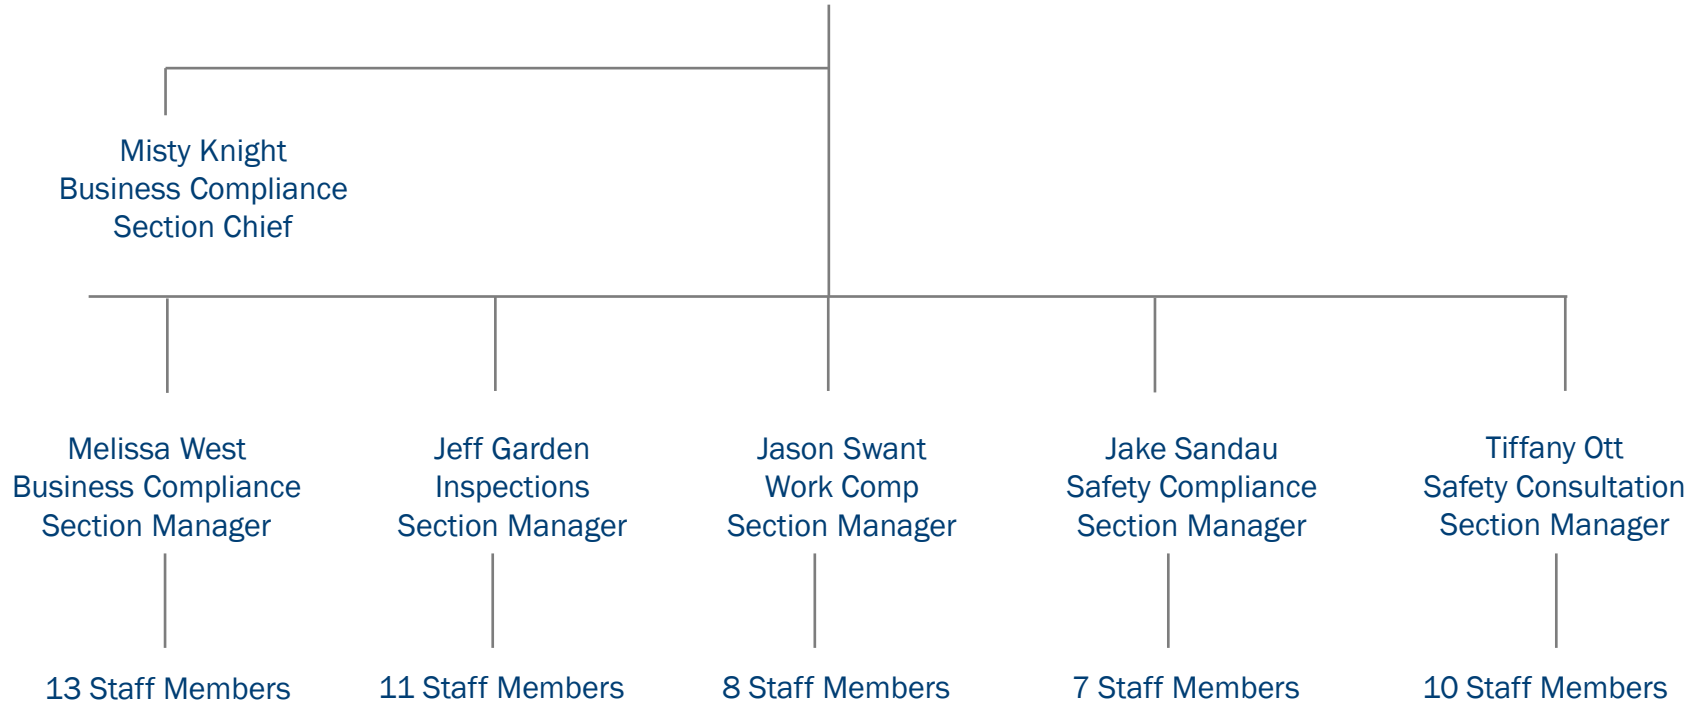 Misty Knight
Business Compliance
Section Chief
Melissa West
Business Compliance
Section Manager
Jeff Garden
Inspections
Section Manager
Jason Swant
Work Comp
Section Manager
Jake Sandau
Safety Compliance
Section Manager
Tiffany Ott
Safety Consultation
Section Manager
13 Staff Members
11 Staff Members
8 Staff Members
7 Staff Members
10 Staff Members